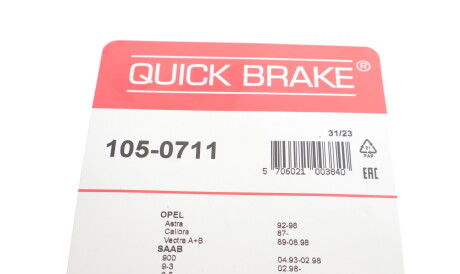 QUICK BRAKE®
31/23
105-0711
5 706021 003840
PAP
EAC
OPEL
Astra 92-98
Calibra 87-
Vectra A+B 89-08.98
SAAB
900 04.93-02.98
9-3 02.98-